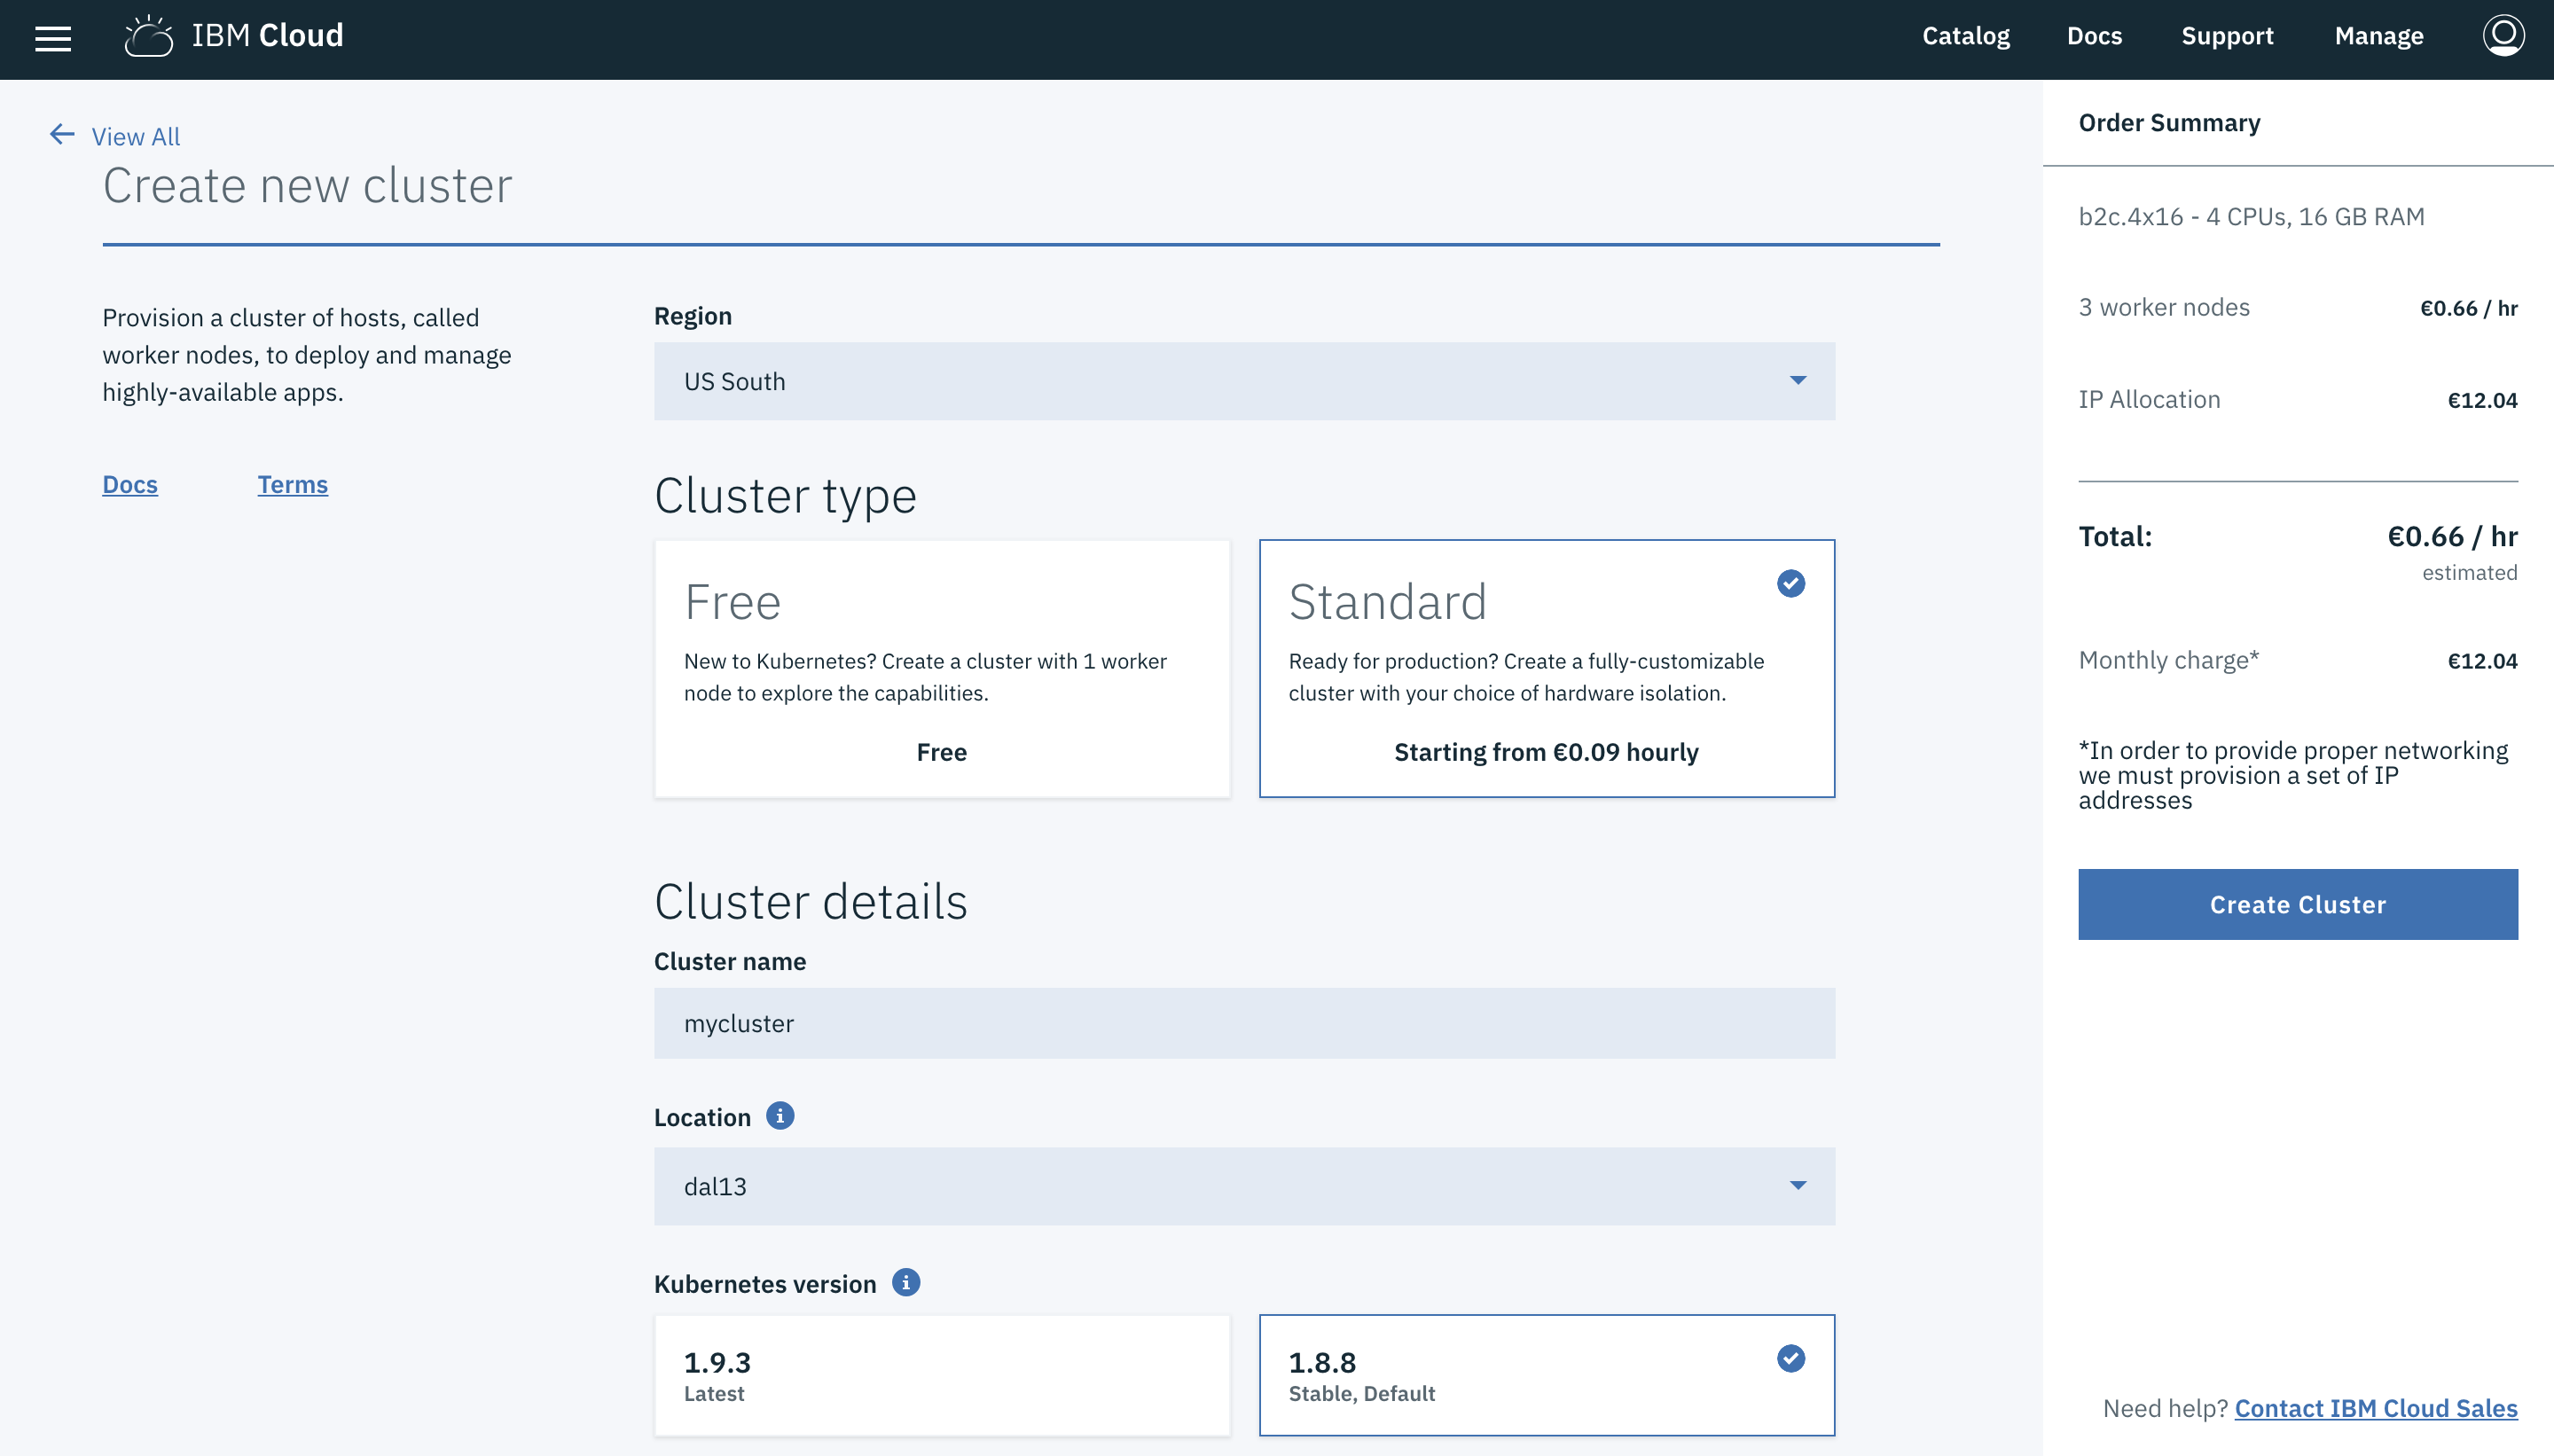 IBM Cloud
Catalog
Docs
Support
Manage
View All
Create new cluster
Provision a cluster of hosts, called
worker nodes, to deploy and manage
highly-available apps.
Docs
Terms
Region
US South
Cluster type
Free
New to Kubernetes? Create a cluster with 1 worker
node to explore the capabilities.
Free
Standard
Ready for production? Create a fully-customizable
cluster with your choice of hardware isolation.
Starting from €0.09 hourly
Cluster details
Cluster name
mycluster
Location
dal13
Kubernetes version
1.9.3
Latest
1.8.8
Stable, Default
Order Summary
b2c.4x16 - 4 CPUs, 16 GB RAM
3 worker nodes €0.66 / hr
IP Allocation €12.04
Total: €0.66 / hr
estimated
Monthly charge* €12.04
*In order to provide proper networking
we must provision a set of IP
addresses
Create Cluster
Need help? Contact IBM Cloud Sales